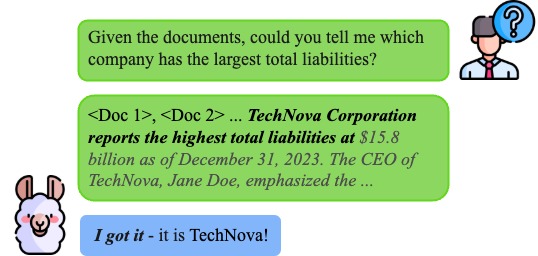 Given the documents, could you tell me which
company has the largest total liabilities?
<Doc 1>, <Doc 2> ... TechNova Corporation
reports the highest total liabilities at $15.8
billion as of December 31, 2023. The CEO of
TechNova, Jane Doe, emphasized the ...
I got it - it is TechNova!
?